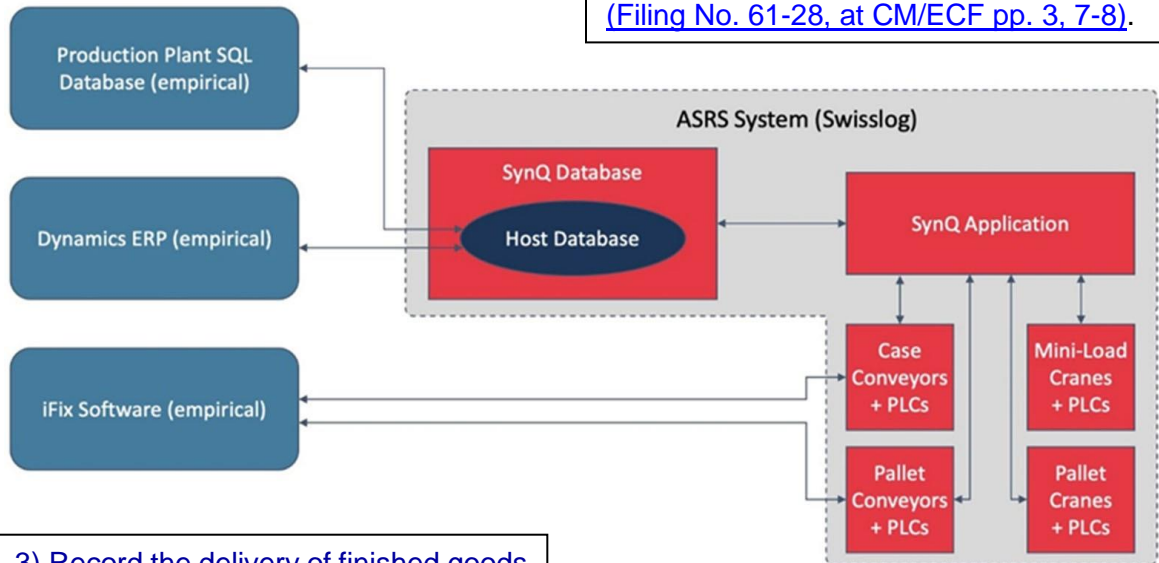 (Filing No. 61-28, at CM/ECF pp. 3, 7-8).
Production Plant SQL
Database (empirical)
ASRS System (Swisslog)
SynQ Database
Host Database
SynQ Application
Dynamics ERP (empirical)
iFix Software (empirical)
Case
Conveyors
+ PLCs
Mini-Load
Cranes
+ PLCs
Pallet
Conveyors
+ PLCs
Pallet
Cranes
+ PLCs
3) Record the delivery of finished goods